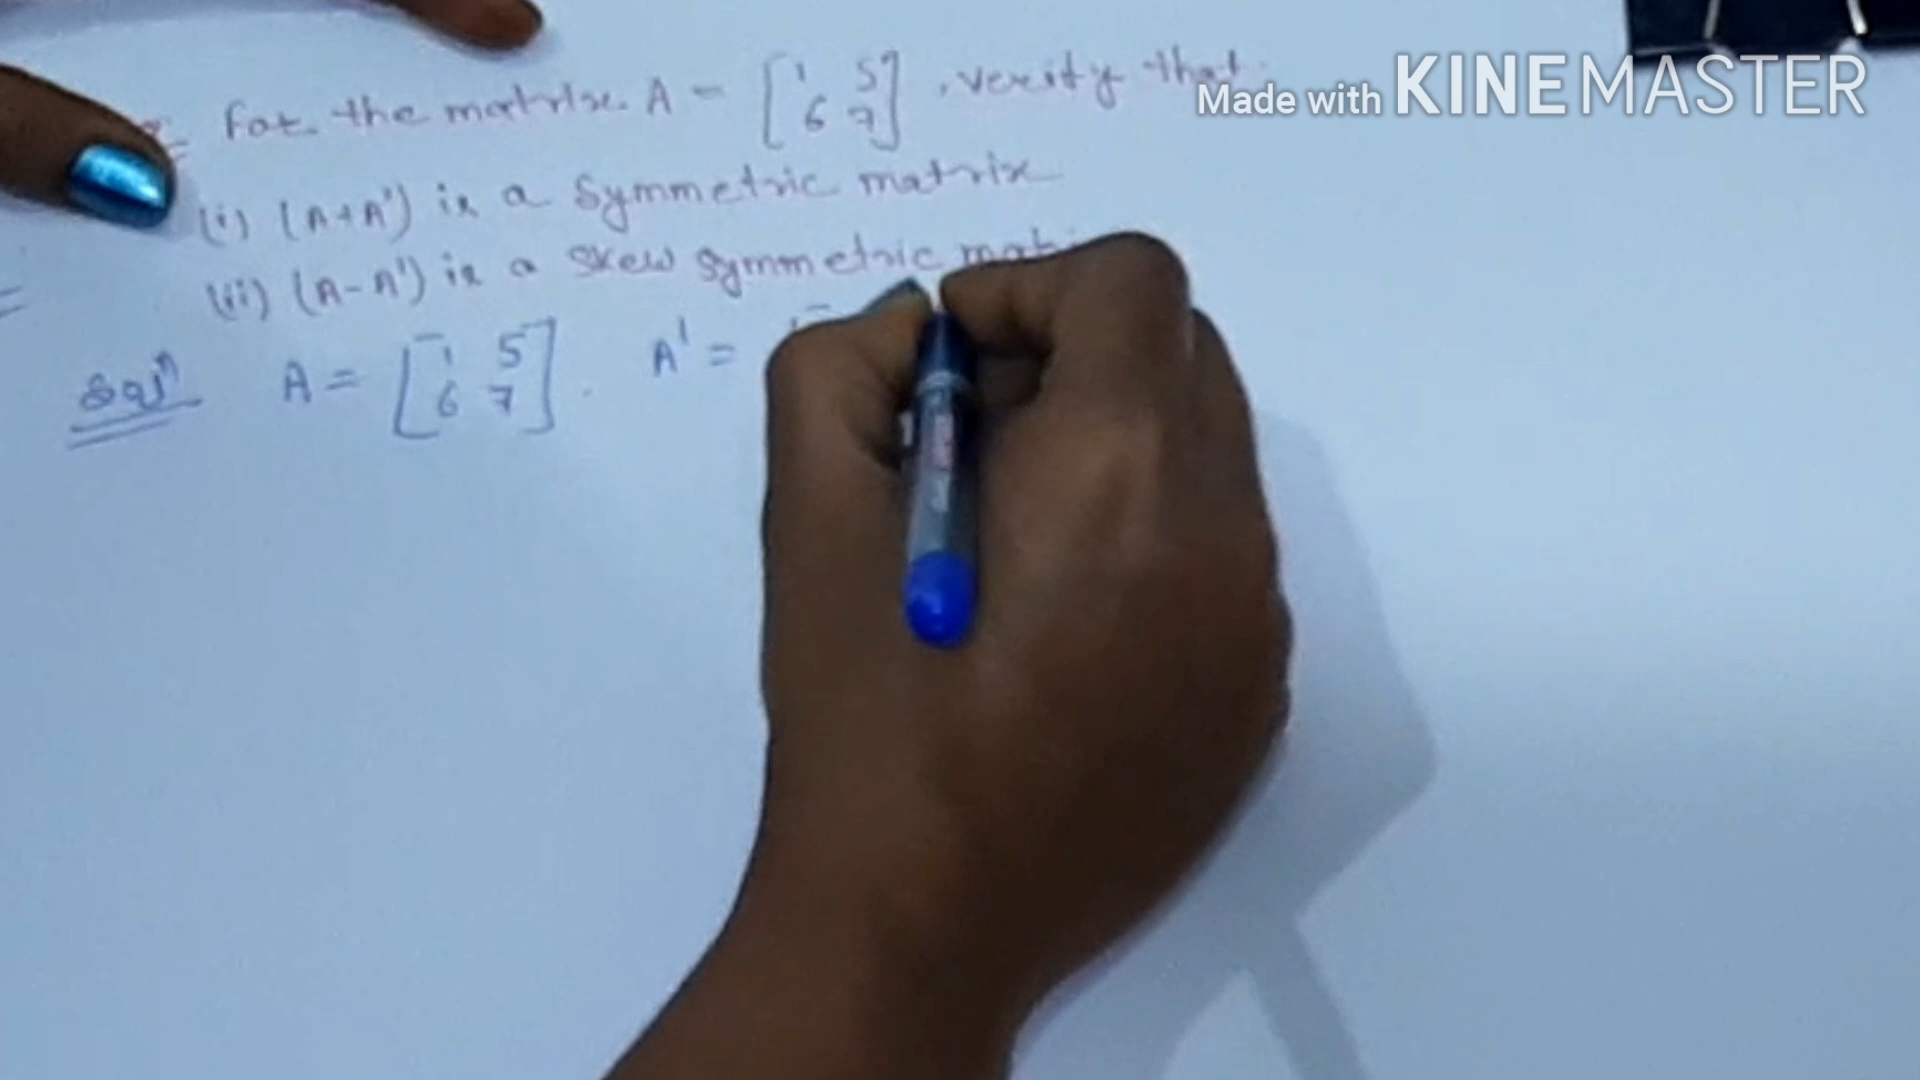 For the matrix A = [1 5 6 7], verify that
Made with KINEMASTER
(i) (A+A') is a symmetric matrix
(ii) (A-A') is a skew symmetric
Sol^n A = [1 5 6 7]. A' =